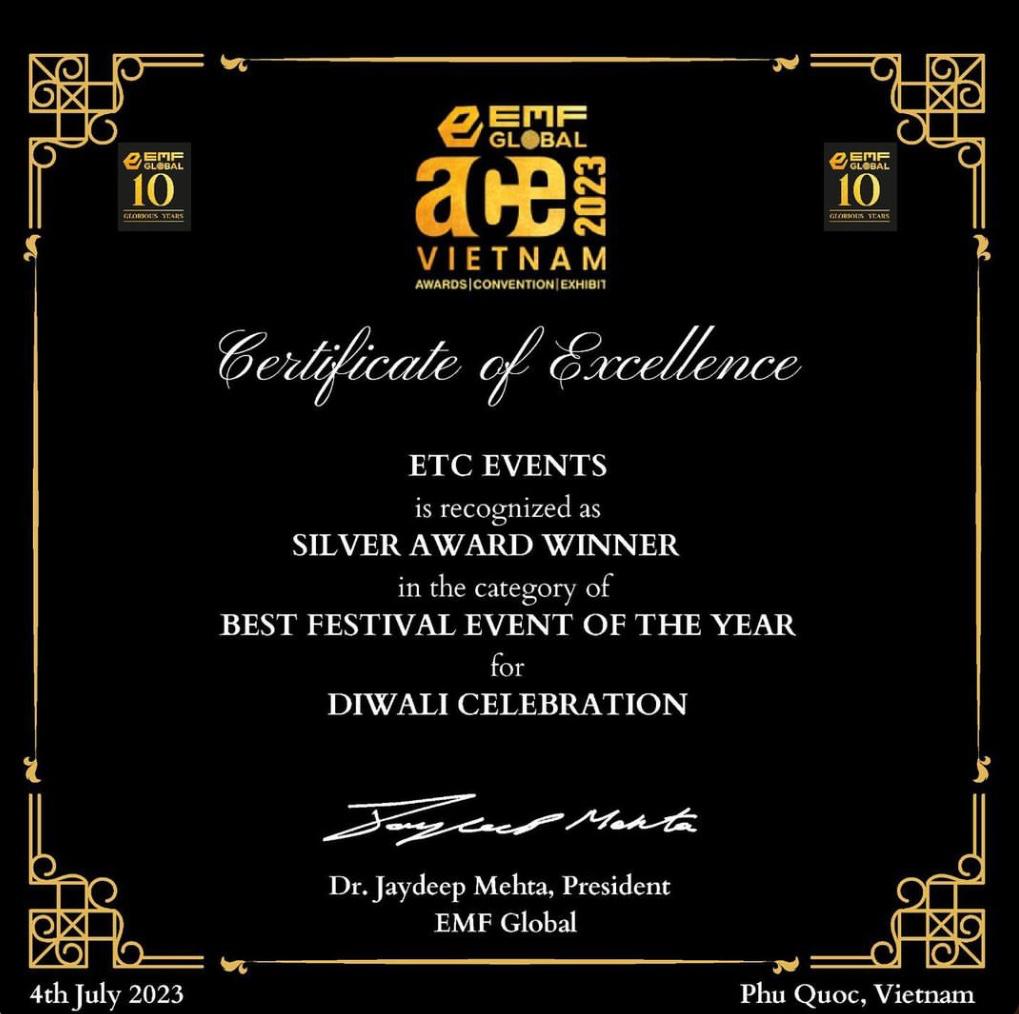 EMF
GLOBAL
ace 2023
VIETNAM
AWARDS|CONVENTION|EXHIBIT
EMF
GLOBAL
10
GLORIOUS YEARS
EMF
GLOBAL
10
GLORIOUS YEARS
Certificate of Excellence
ETC EVENTS
is recognized as
SILVER AWARD WINNER
in the category of
BEST FESTIVAL EVENT OF THE YEAR
for
DIWALI CELEBRATION
Jaydeep Mehta
Dr. Jaydeep Mehta, President
EMF Global
4th July 2023
Phu Quoc, Vietnam